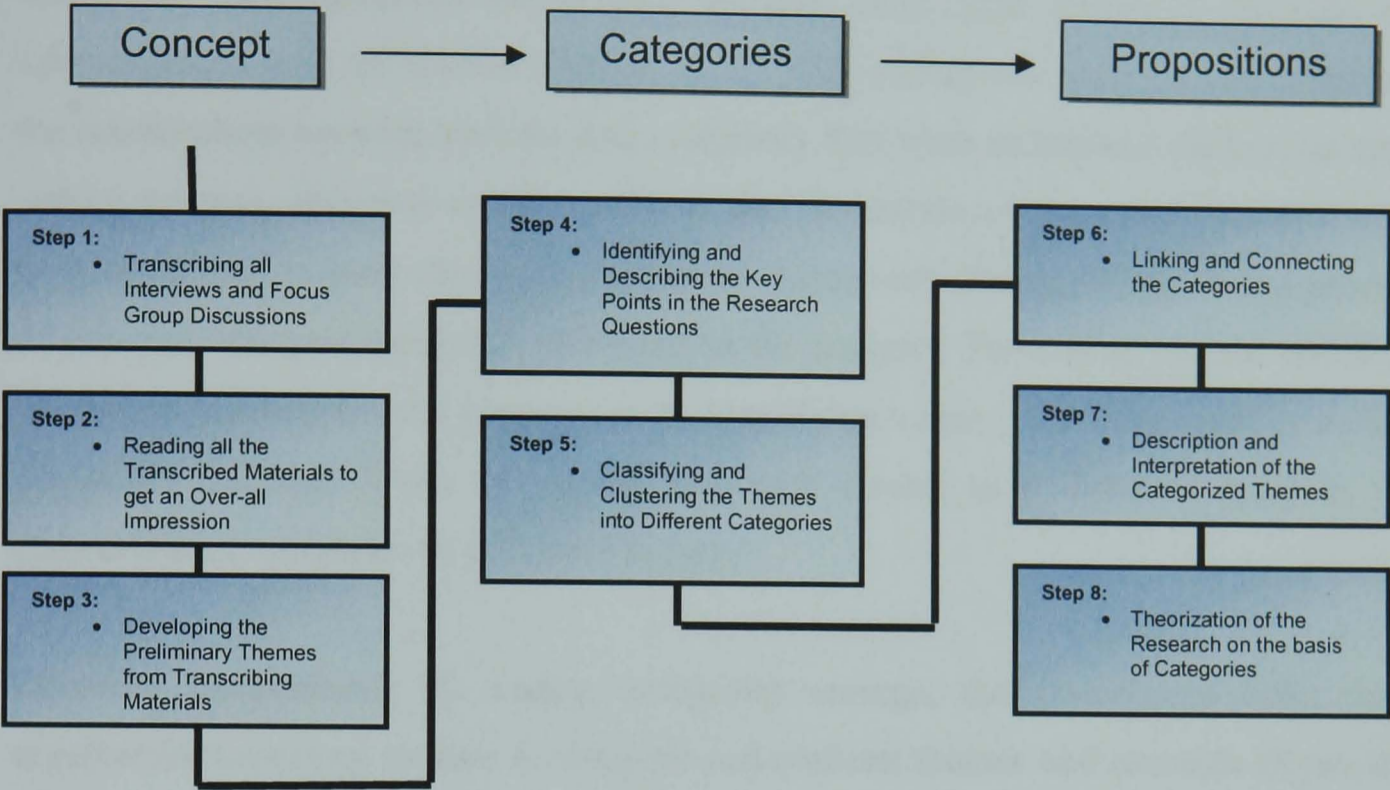 Concept
Categories
Propositions
Step 1:
• Transcribing all
Interviews and Focus
Group Discussions
Step 2:
• Reading all the
Transcribed Materials to
get an Over-all
Impression
Step 3:
• Developing the
Preliminary Themes
from Transcribing
Materials
Step 4:
• Identifying and
Describing the Key
Points in the Research
Questions
Step 5:
• Classifying and
Clustering the Themes
into Different Categories
Step 6:
• Linking and Connecting
the Categories
Step 7:
• Description and
Interpretation of the
Categorized Themes
Step 8:
• Theorization of the
Research on the basis
of Categories